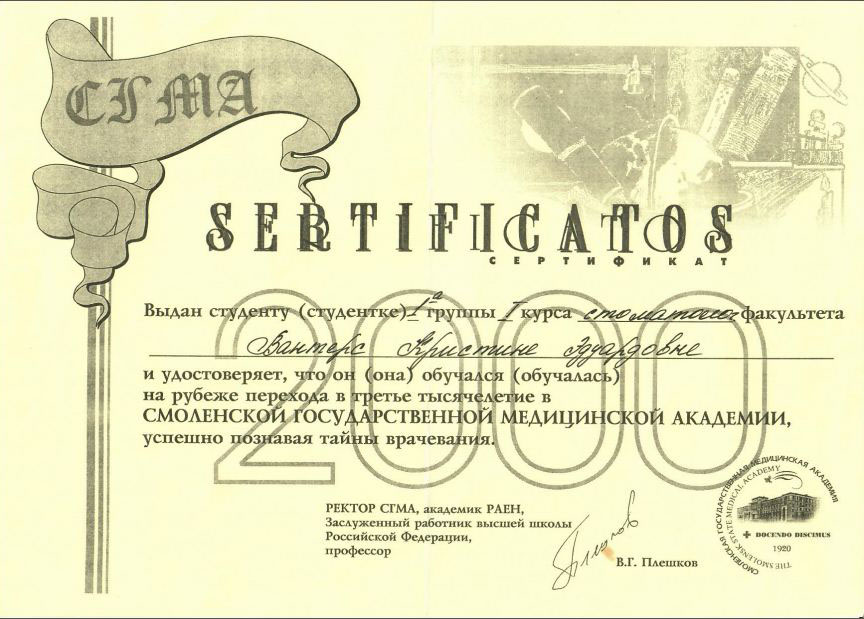 СГМА
SERTIFICATOS
СЕРТИФИКАТ
2000
Выдан студенту (студентке) 1а группы I курса стоматолог факультета
Вантерс Кристине Эдуардовне
и удостоверяет, что он (она) обучался (обучалась)
на рубеже перехода в третье тысячелетие в
СМОЛЕНСКОЙ ГОСУДАРСТВЕННОЙ МЕДИЦИНСКОЙ АКАДЕМИИ,
успешно познавая тайны врачевания.
РЕКТОР СГМА, академик РАЕН,
Заслуженный работник высшей школы
Российской Федерации,
профессор
В.Г. Плешков
СМОЛЕНСКАЯ ГОСУДАРСТВЕННАЯ МЕДИЦИНСКАЯ АКАДЕМИЯ
THE SMOLENSK STATE MEDICAL ACADEMY
DOCENDO DISCIMUS
1920